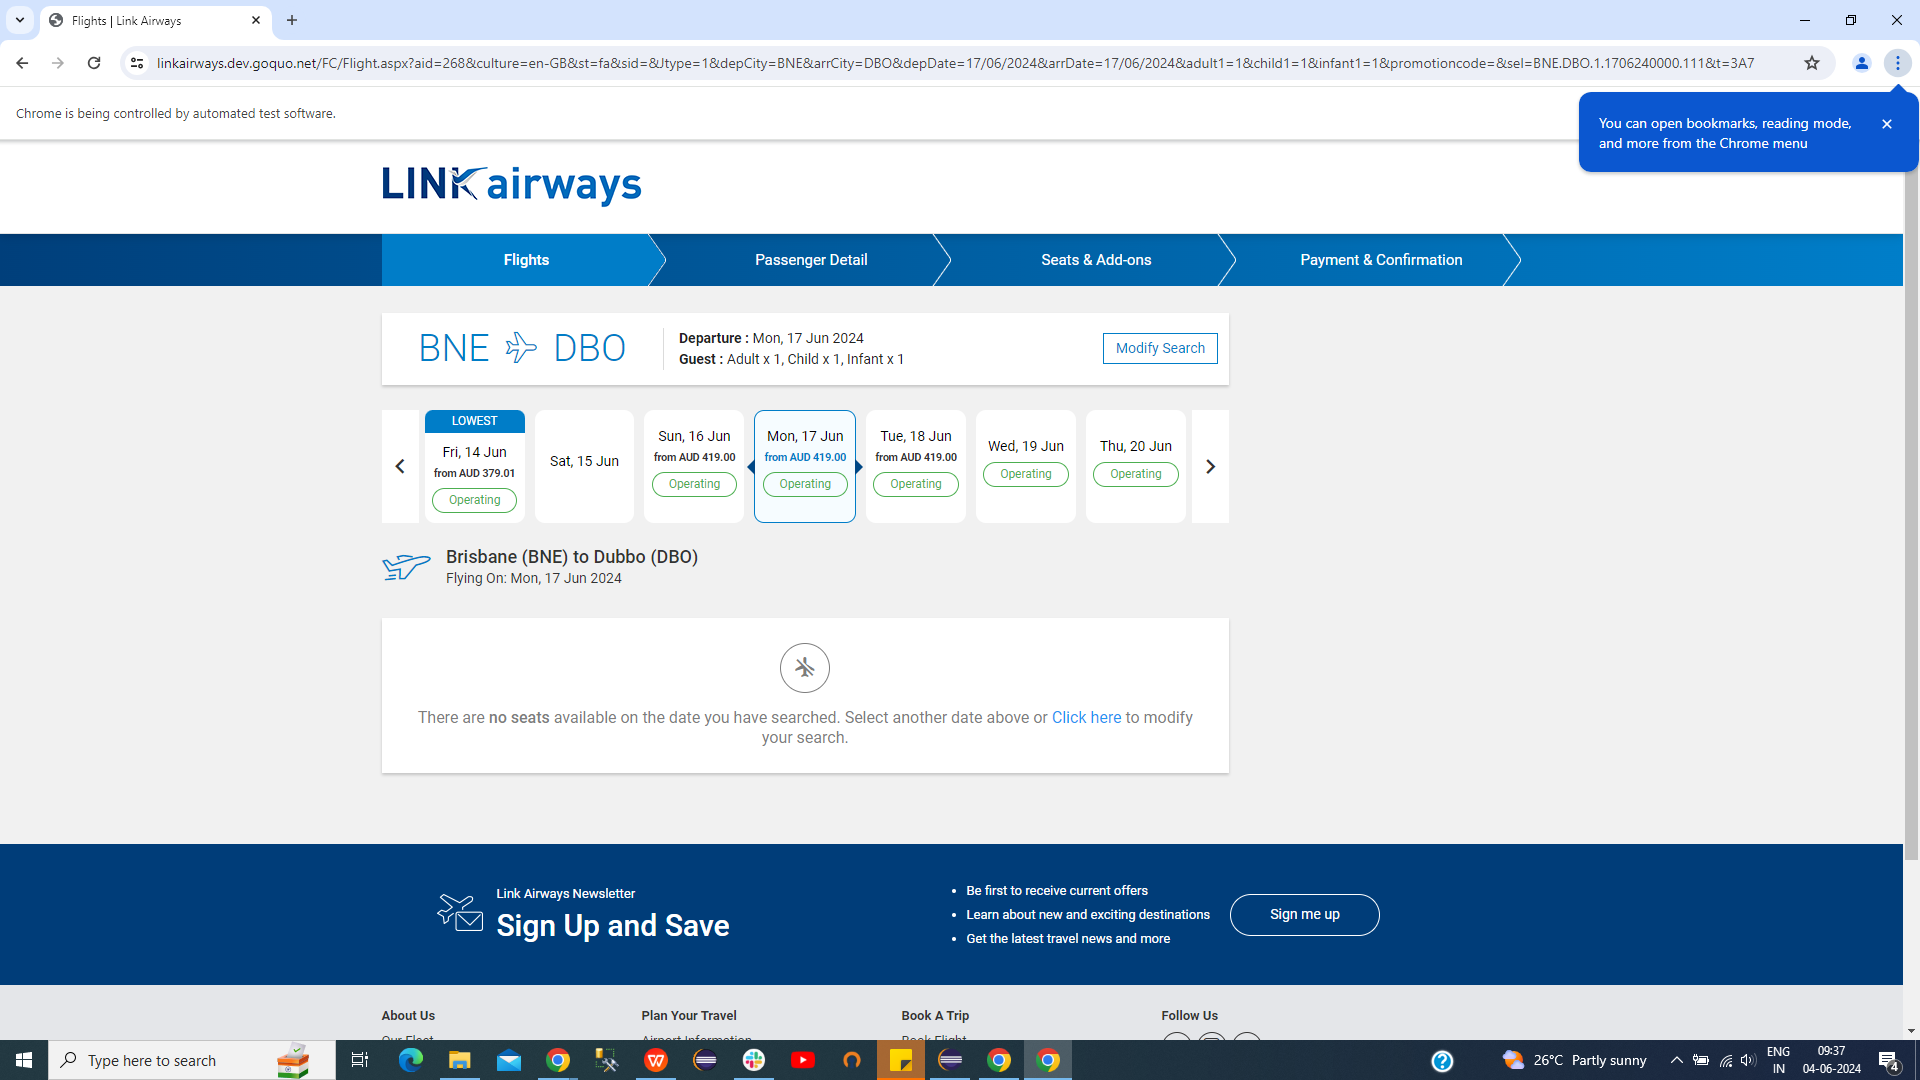 Flights | Link Airways
linkairways.dev.goquo.net/FC/Flight.aspx?aid=268&culture=en-GB&st=fa&sid=&Jtype=1&depCity=BNE&arrCity=DBO&depDate=17/06/2024&arrDate=17/06/2024&adult1=1&child1=1&infant1=1&promotioncode=&sel=BNE.DBO.1.1706240000.111&t=3A7
Chrome is being controlled by automated test software.
You can open bookmarks, reading mode,
and more from the Chrome menu
LINK airways
Flights
Passenger Detail
Seats & Add-ons
Payment & Confirmation
BNE DBO
Departure : Mon, 17 Jun 2024
Guest : Adult x 1, Child x 1, Infant x 1
Modify Search
LOWEST
Fri, 14 Jun
from AUD 379.01
Operating
Sat, 15 Jun
Sun, 16 Jun
from AUD 419.00
Operating
Mon, 17 Jun
from AUD 419.00
Operating
Tue, 18 Jun
from AUD 419.00
Operating
Wed, 19 Jun
Operating
Thu, 20 Jun
Operating
Brisbane (BNE) to Dubbo (DBO)
Flying On: Mon, 17 Jun 2024
There are no seats available on the date you have searched. Select another date above or Click here to modify
your search.
Link Airways Newsletter
Sign Up and Save
• Be first to receive current offers
• Learn about new and exciting destinations
• Get the latest travel news and more
Sign me up
About Us
Plan Your Travel
Book A Trip
Follow Us
Our Fleet
Airport Information
Book Flight
Type here to search
26°C Partly sunny
ENG
IN
09:37
04-06-2024
4